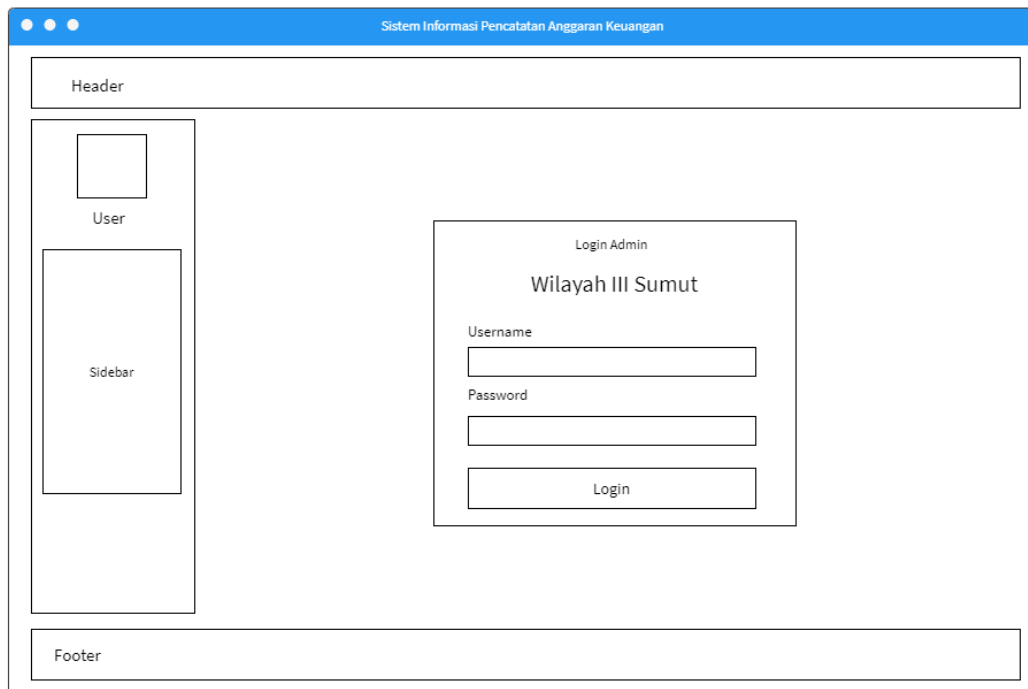 Sistem Informasi Pencatatan Anggaran Keuangan
Header
User
Sidebar
Login Admin
Wilayah III Sumut
Username
Password
Login
Footer